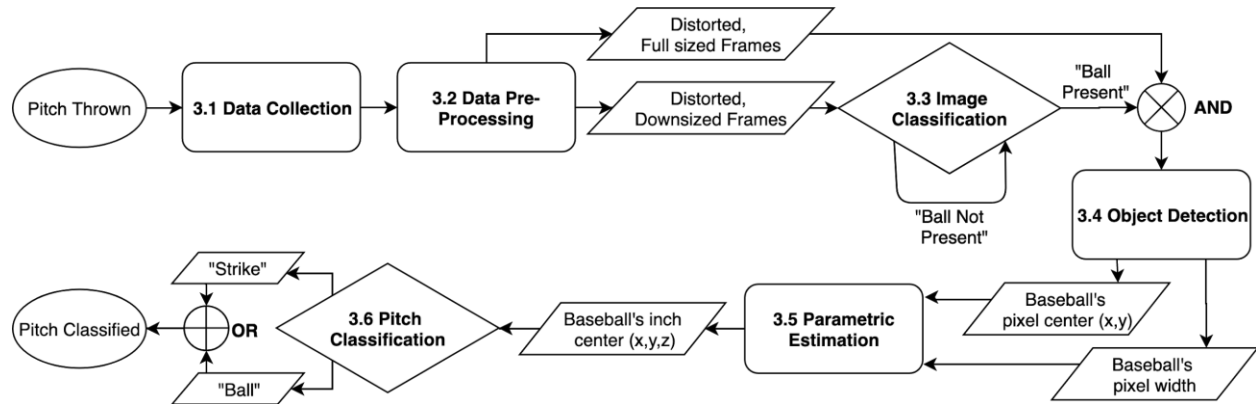 Distorted,
Full sized Frames
Pitch Thrown
3.1 Data Collection
3.2 Data Pre-
Processing
Distorted,
Downsized Frames
3.3 Image
Classification
"Ball
Present"
AND
"Ball Not
Present"
3.4 Object Detection
Baseball's
pixel center (x,y)
Baseball's
pixel width
3.5 Parametric
Estimation
Baseball's inch
center (x,y,z)
3.6 Pitch
Classification
"Strike"
OR
"Ball"
Pitch Classified